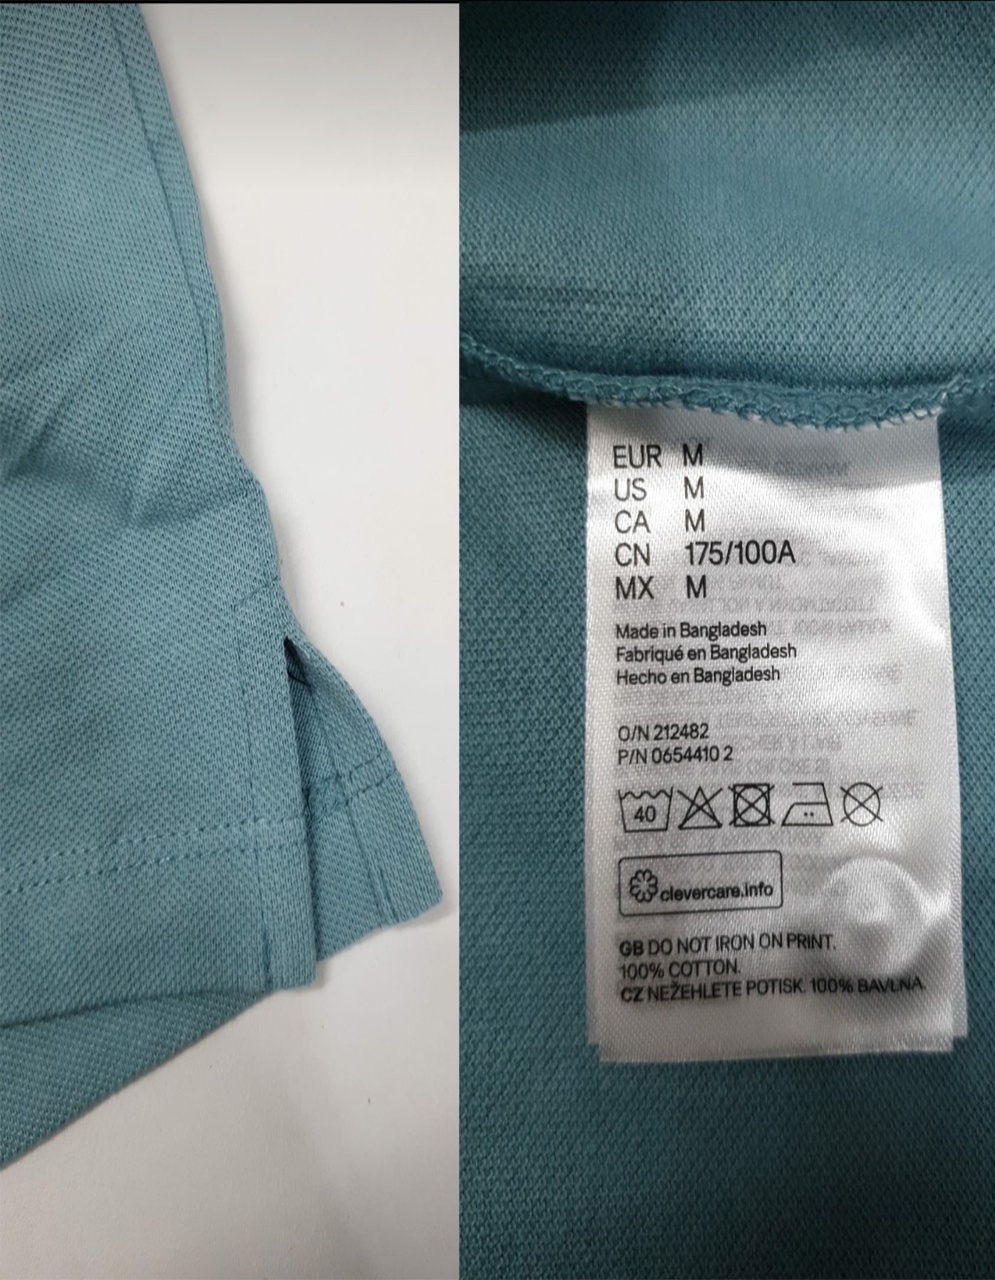 EUR M
US M
CA M
CN 175/100A
MX M
Made in Bangladesh
Fabriqué en Bangladesh
Hecho en Bangladesh
O/N 212482
P/N 0654410 2
40
clevercare.info
GB DO NOT IRON ON PRINT.
100% COTTON.
CZ NEŽEHLETE POTISK. 100% BAVLNA.